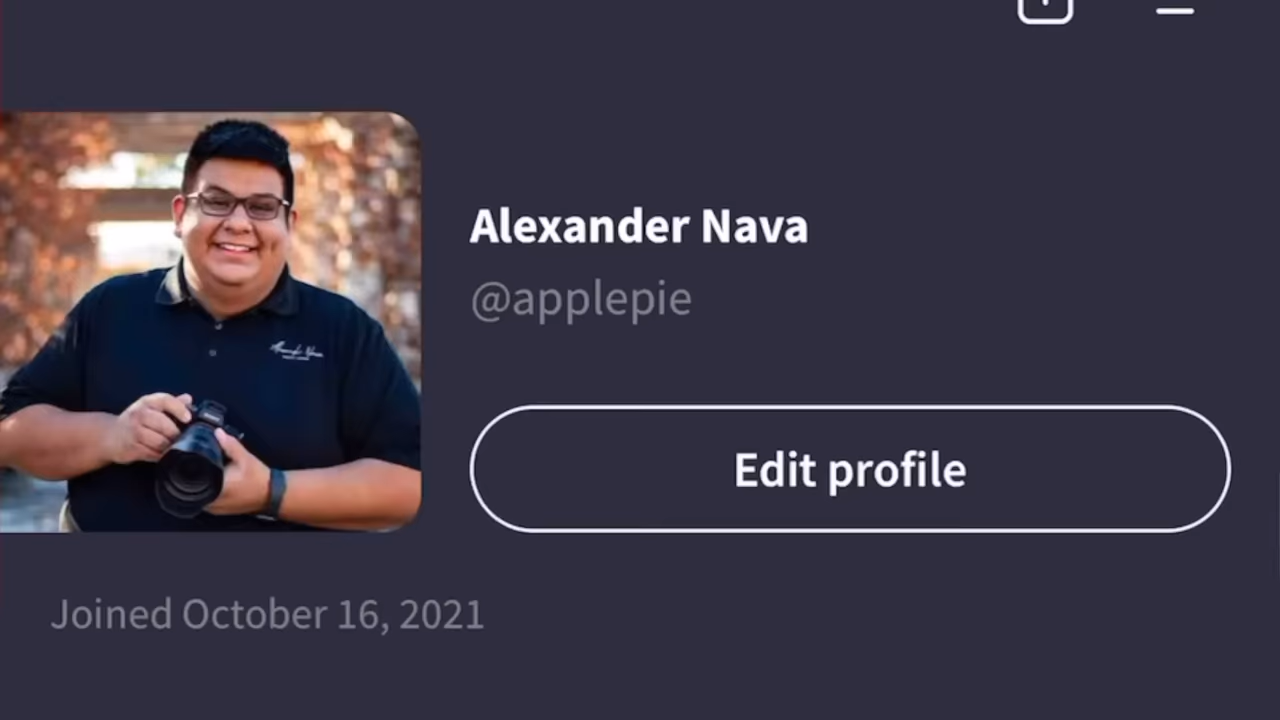 Alexander Nava
@applepie
Edit profile
Joined October 16, 2021